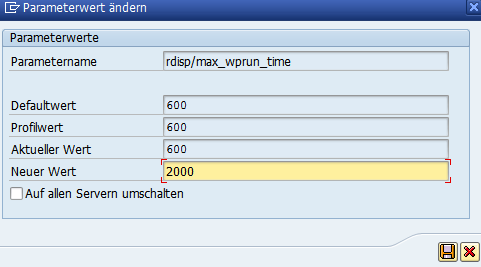 Parameterwert ändern
Parameterwerte
Parametername rdisp/max_wprun_time
Defaultwert 600
Profilwert 600
Aktueller Wert 600
Neuer Wert 2000
Auf allen Servern umschalten